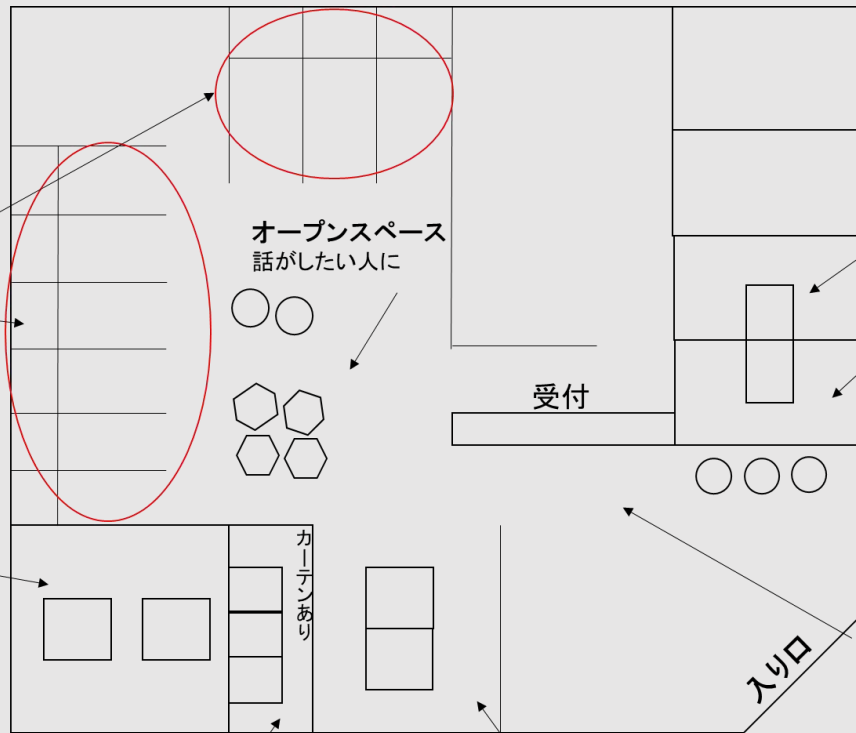 オープンスペース
話がしたい人に
受付
カーテンあり
入り口